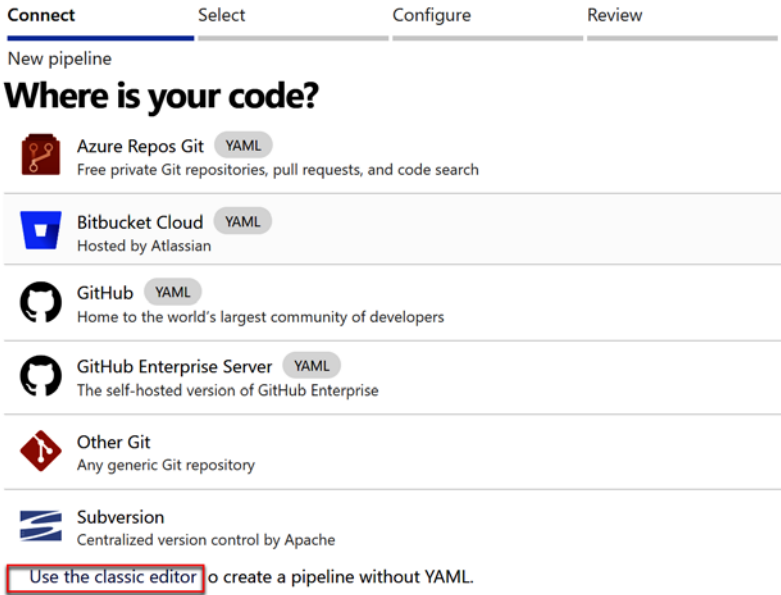 Connect Select Configure Review
New pipeline
Where is your code?
Azure Repos Git YAML
Free private Git repositories, pull requests, and code search
Bitbucket Cloud YAML
Hosted by Atlassian
GitHub YAML
Home to the world's largest community of developers
GitHub Enterprise Server YAML
The self-hosted version of GitHub Enterprise
Other Git
Any generic Git repository
Subversion
Centralized version control by Apache
Use the classic editor o create a pipeline without YAML.